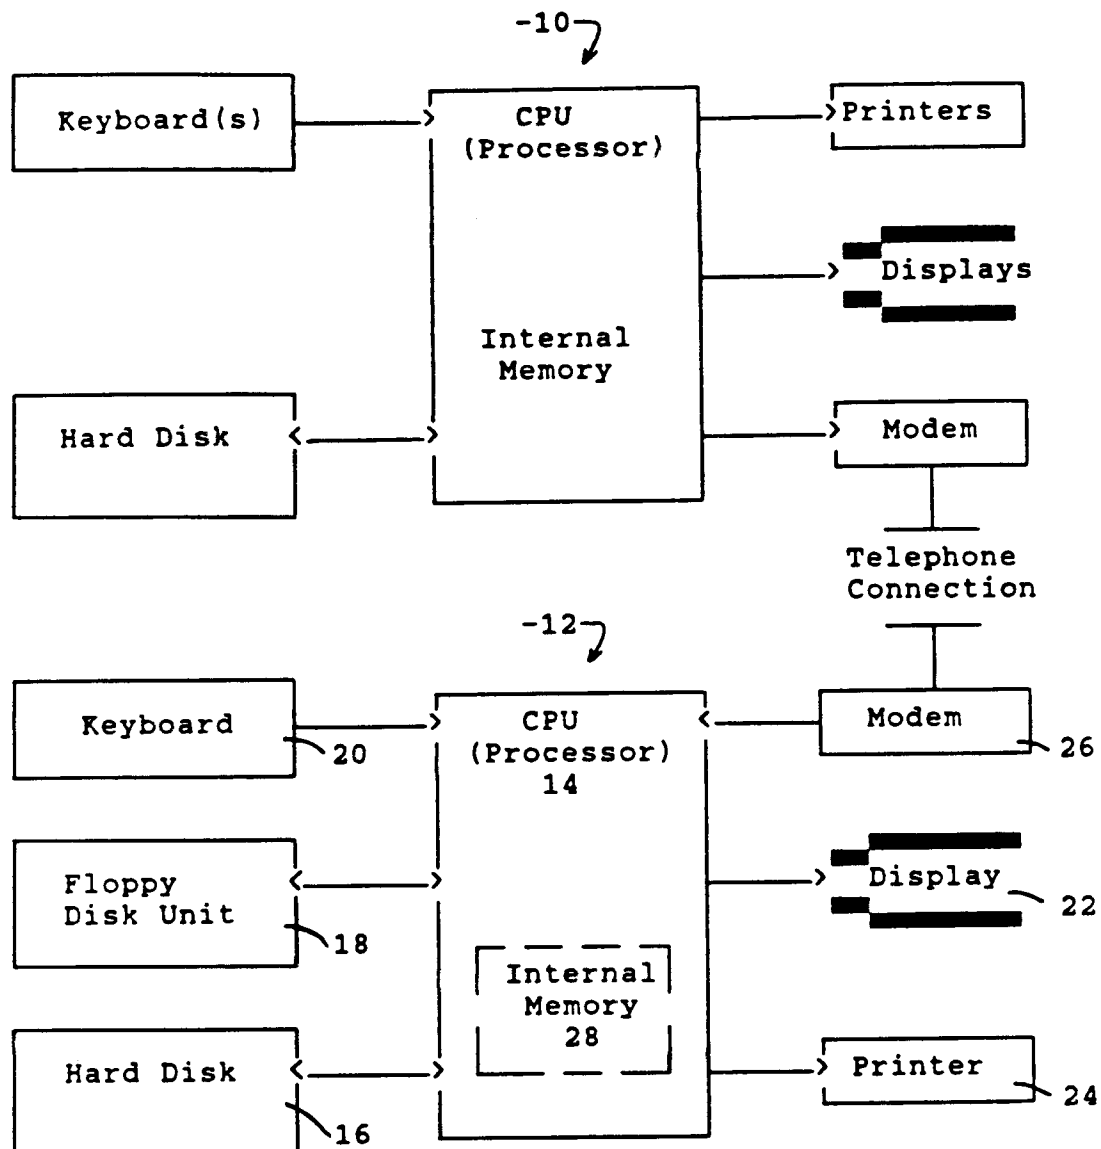 -10
Keyboard(s)
CPU
(Processor)
Printers
Displays
Internal
Memory
Hard Disk
Modem
Telephone
Connection
-12
Keyboard
20
CPU
(Processor)
14
Modem
26
Floppy
Disk Unit
18
Display
22
Internal
Memory
28
Hard Disk
16
Printer
24